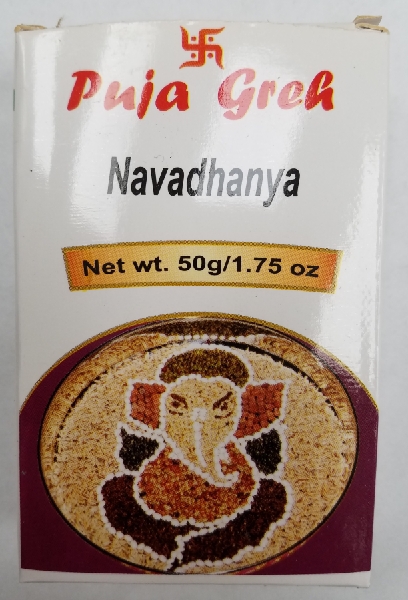 Puja Greh
Navadhanya
Net wt. 50g/1.75 oz